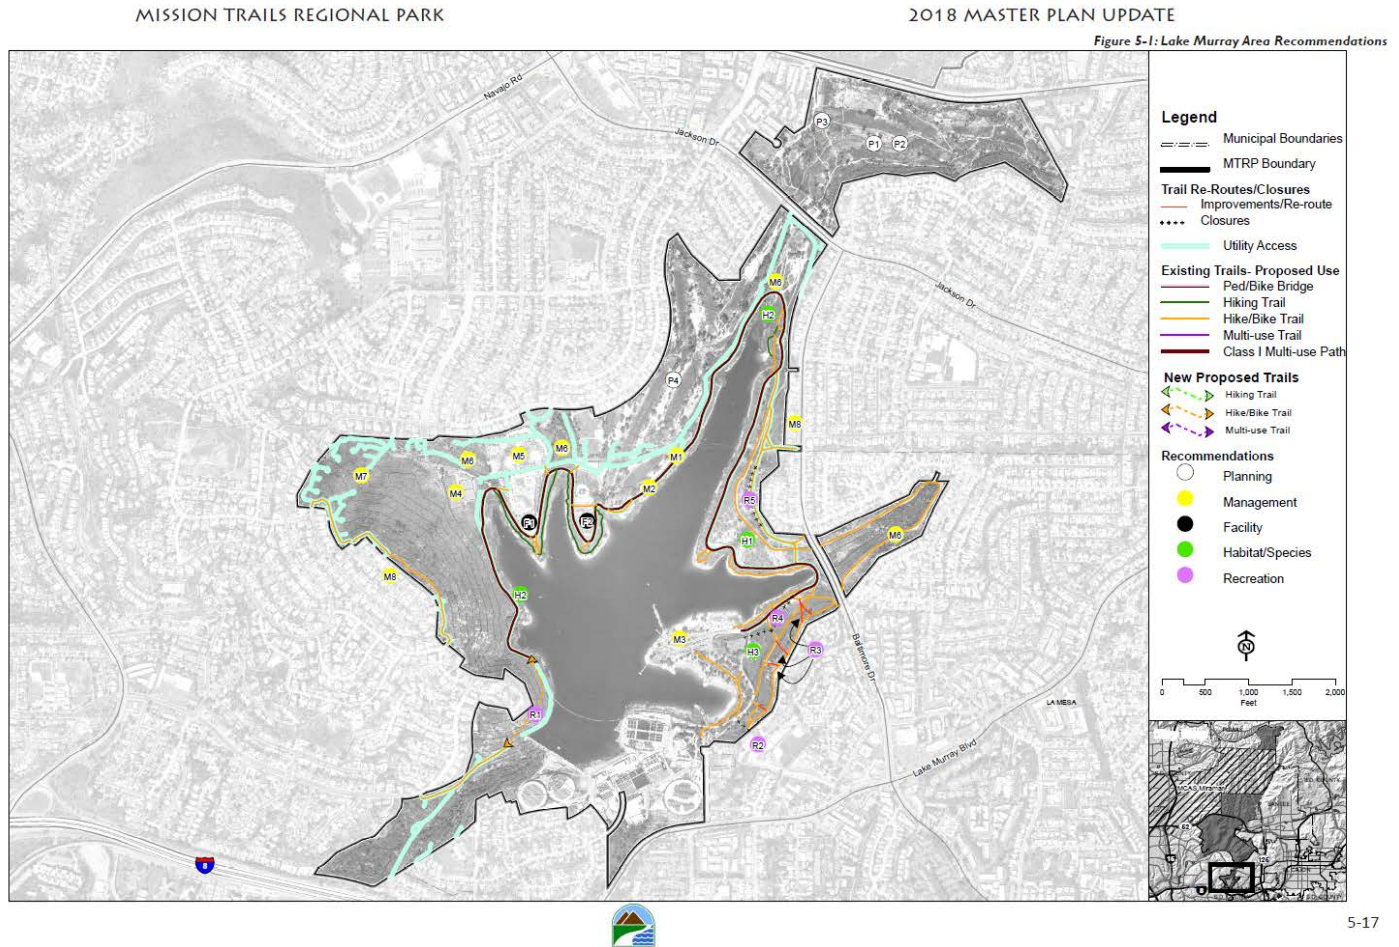 MISSION TRAILS REGIONAL PARK
2018 MASTER PLAN UPDATE
Figure 5-1: Lake Murray Area Recommendations
Navajo Rd
Jackson Dr
P3
P1
P2
Legend
Municipal Boundaries
MTRP Boundary
Trail Re-Routes/Closures
Improvements/Re-route
Closures
Utility Access
Existing Trails- Proposed Use
Ped/Bike Bridge
Hiking Trail
Hike/Bike Trail
Multi-use Trail
Class I Multi-use Path
New Proposed Trails
Hiking Trail
Hike/Bike Trail
Multi-use Trail
Recommendations
Planning
Management
Facility
Habitat/Species
Recreation
M6
Jackson Dr
H2
P4
M8
M6
M5
M6
M1
M7
M4
M2
R5
F2
H1
M6
M8
H2
R4
M3
H3
R3
Baltimore Dr
N
0 500 1,000 1,500 2,000
Feet
LA MESA
R1
R2
Lake Murray Blvd
MCAS Miramar
52
8
5-17